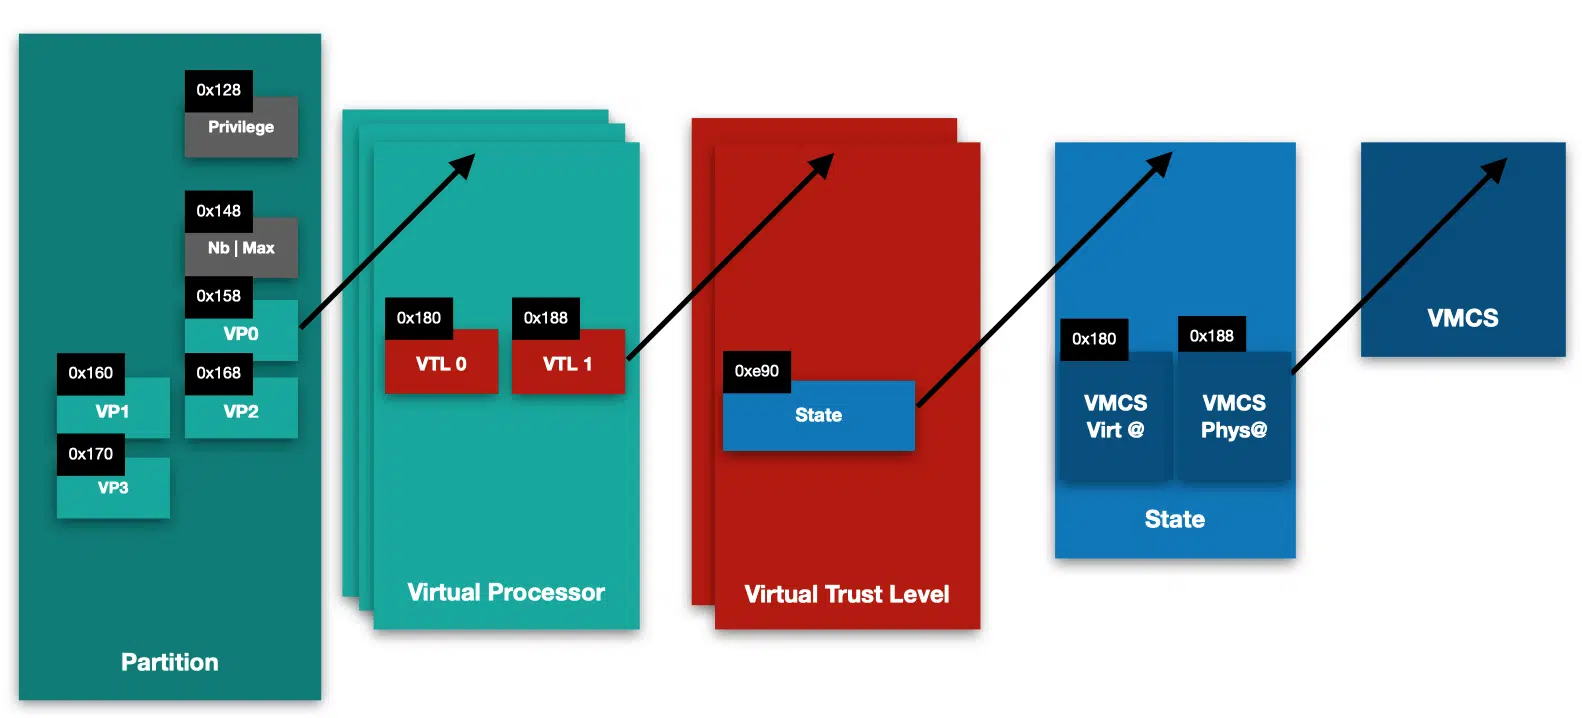 0x128
Privilege
0x148
Nb | Max
0x158
VP0
0x160
VP1
0x168
VP2
0x170
VP3
Partition
0x180
VTL 0
0x188
VTL 1
Virtual Processor
0xe90
State
Virtual Trust Level
0x180
VMCS
Virt @
0x188
VMCS
Phys@
State
VMCS